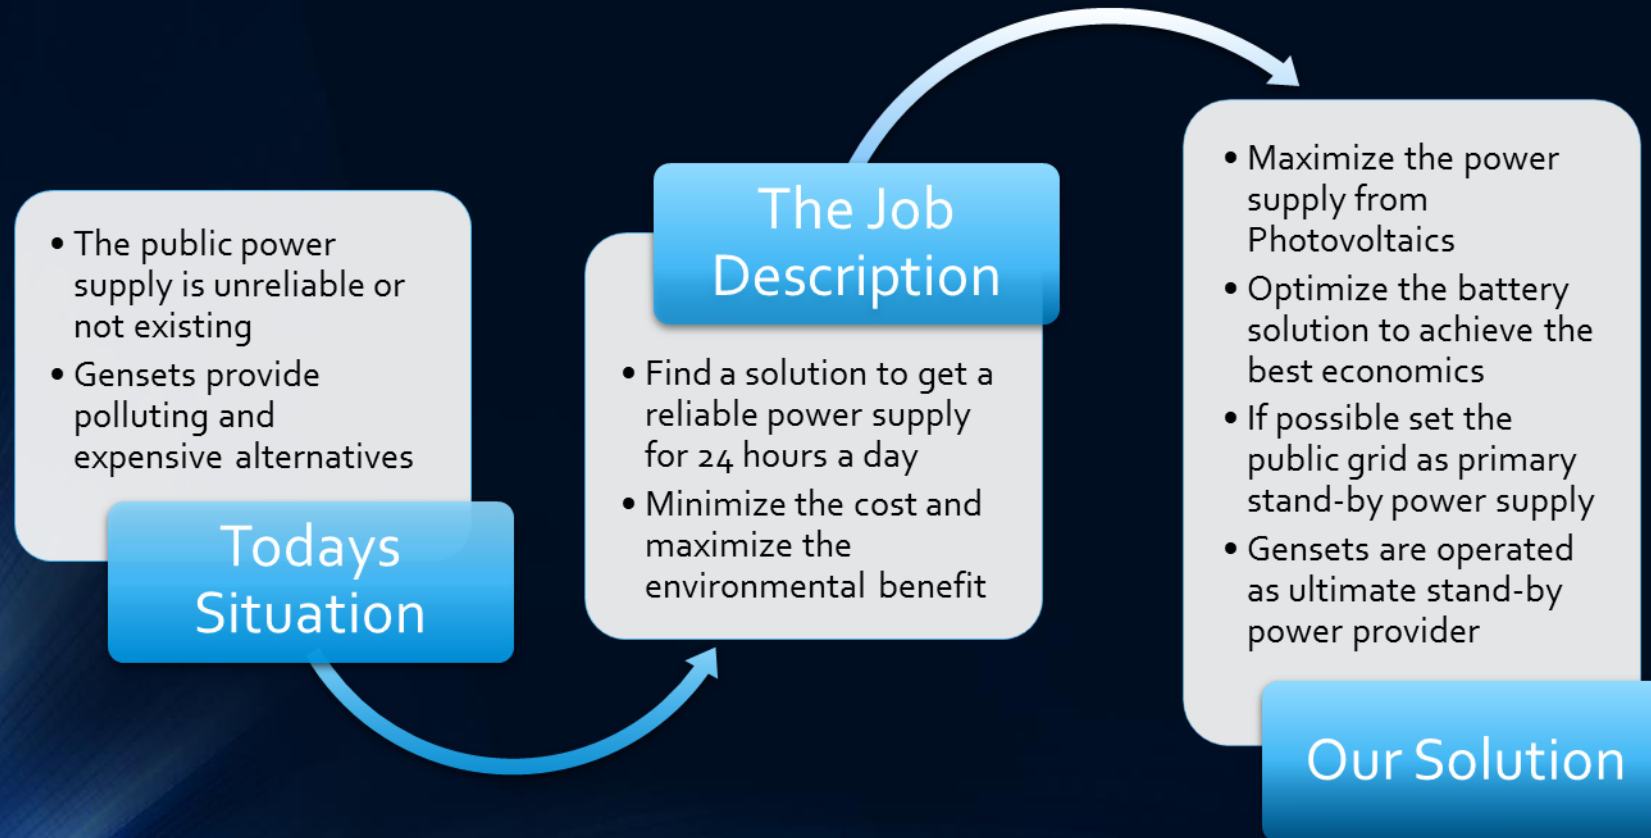 • The public power
supply is unreliable or
not existing
• Gensets provide
polluting and
expensive alternatives
Todays
Situation
The Job
Description
• Find a solution to get a
reliable power supply
for 24 hours a day
• Minimize the cost and
maximize the
environmental benefit
• Maximize the power
supply from
Photovoltaics
• Optimize the battery
solution to achieve the
best economics
• If possible set the
public grid as primary
stand-by power supply
• Gensets are operated
as ultimate stand-by
power provider
Our Solution